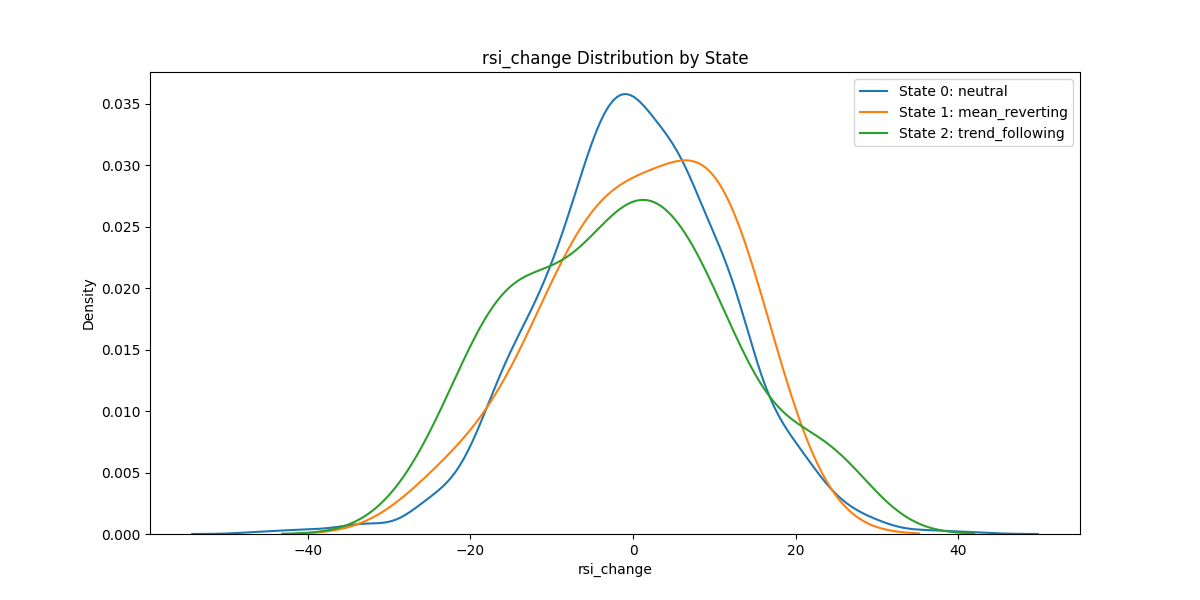 rsi_change Distribution by State
State 0: neutral
State 1: mean_reverting
State 2: trend_following
Density
0.035
0.030
0.025
0.020
0.015
0.010
0.005
0.000
−40 −20 0 20 40
rsi_change